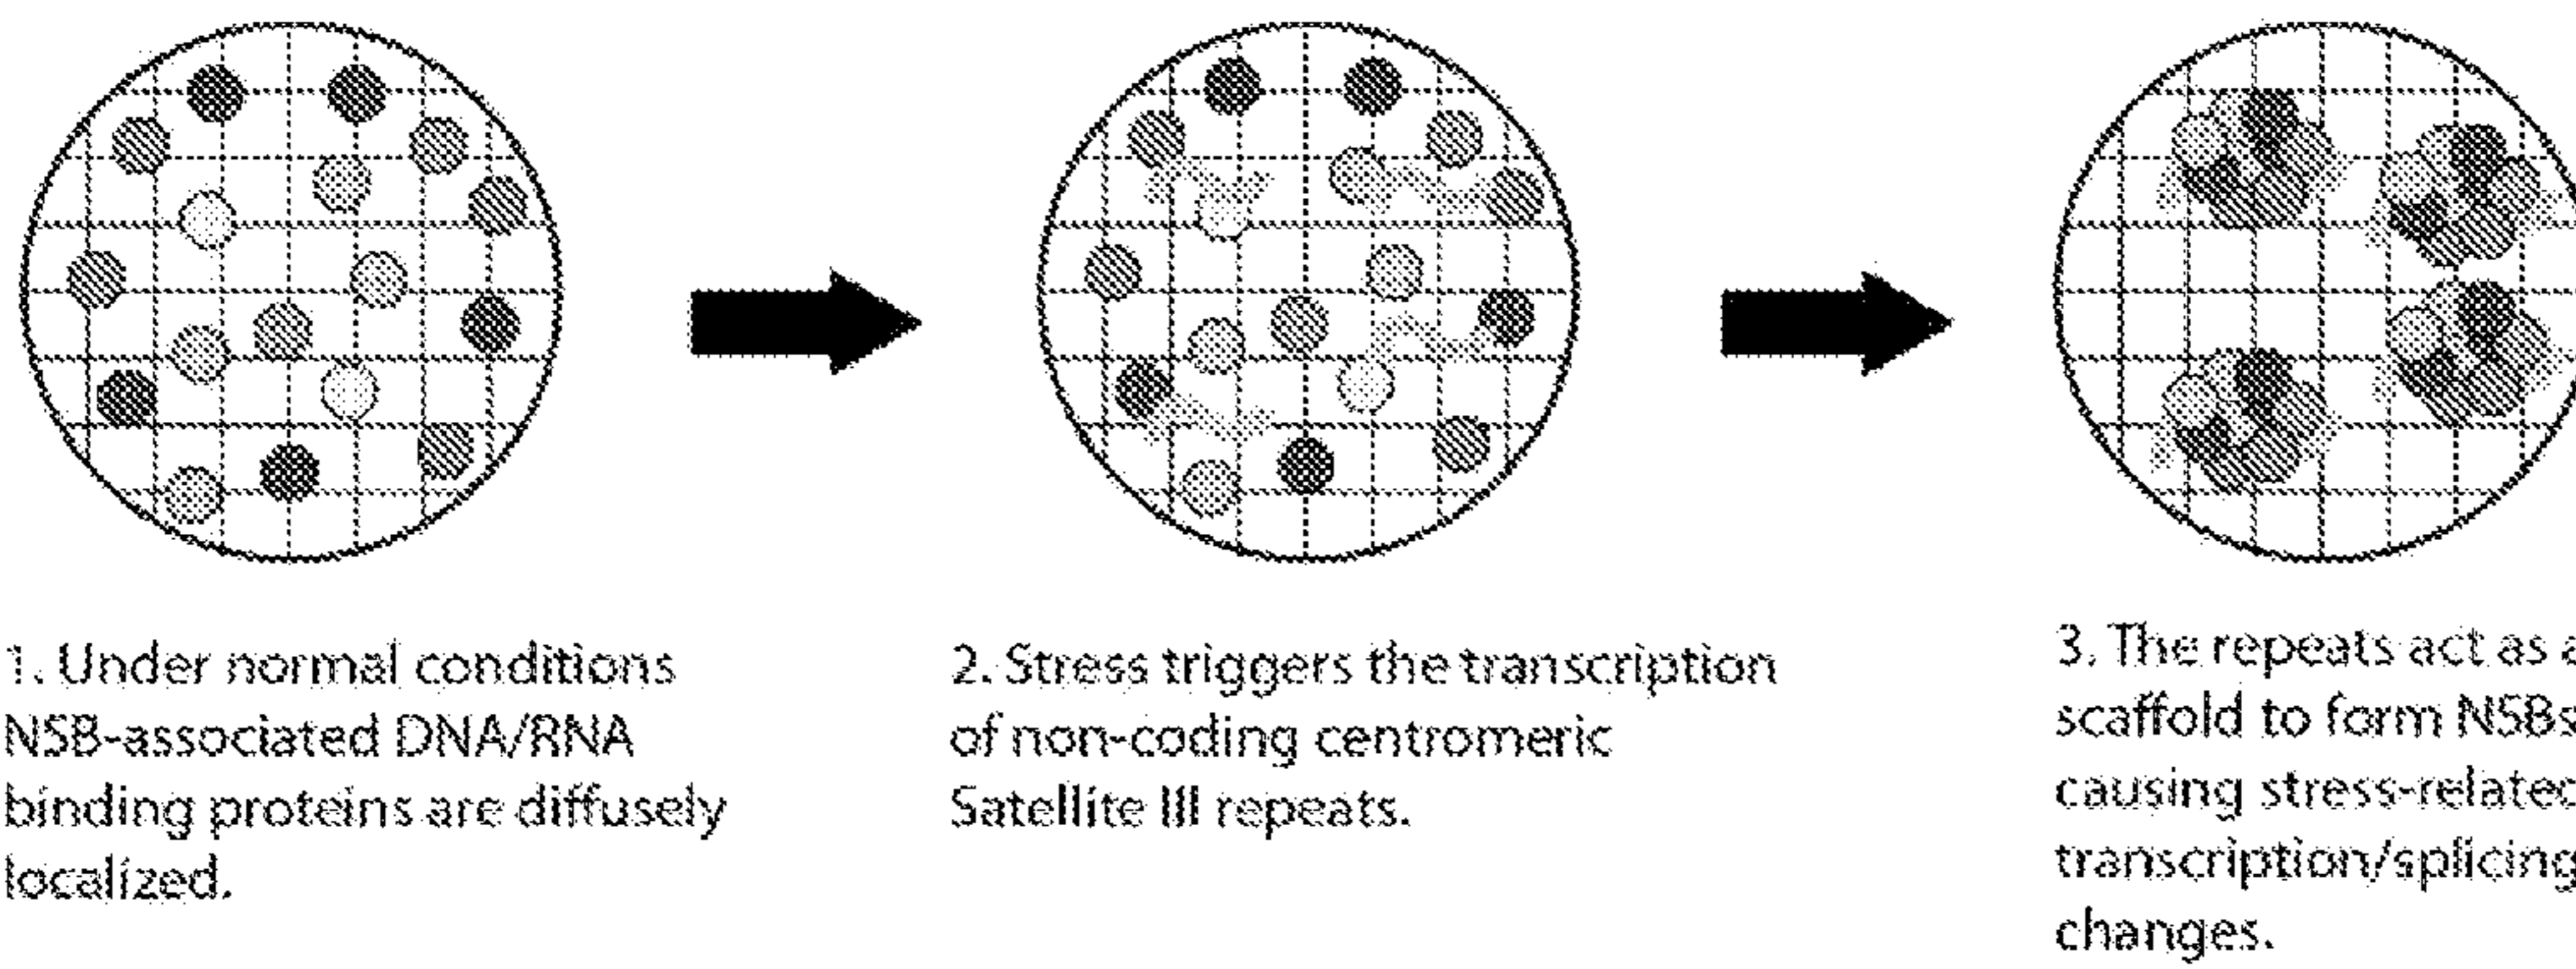 1. Under normal conditions
NSB-associated DNA/RNA
binding proteins are diffusely
localized.
2. Stress triggers the transcription
of non-coding centromeric
Satellite III repeats.
3. The repeats act as a
scaffold to form NSBs
causing stress-related
transcription/splicing
changes.